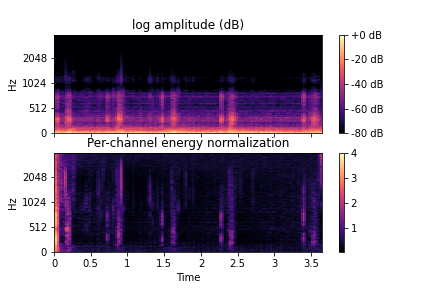 log amplitude (dB)
Hz
2048
1024
512
0
+0 dB
-20 dB
-40 dB
-60 dB
-80 dB
Per-channel energy normalization
Hz
2048
1024
512
0
4
3
2
1
0 0.5 1 1.5 2 2.5 3 3.5
Time